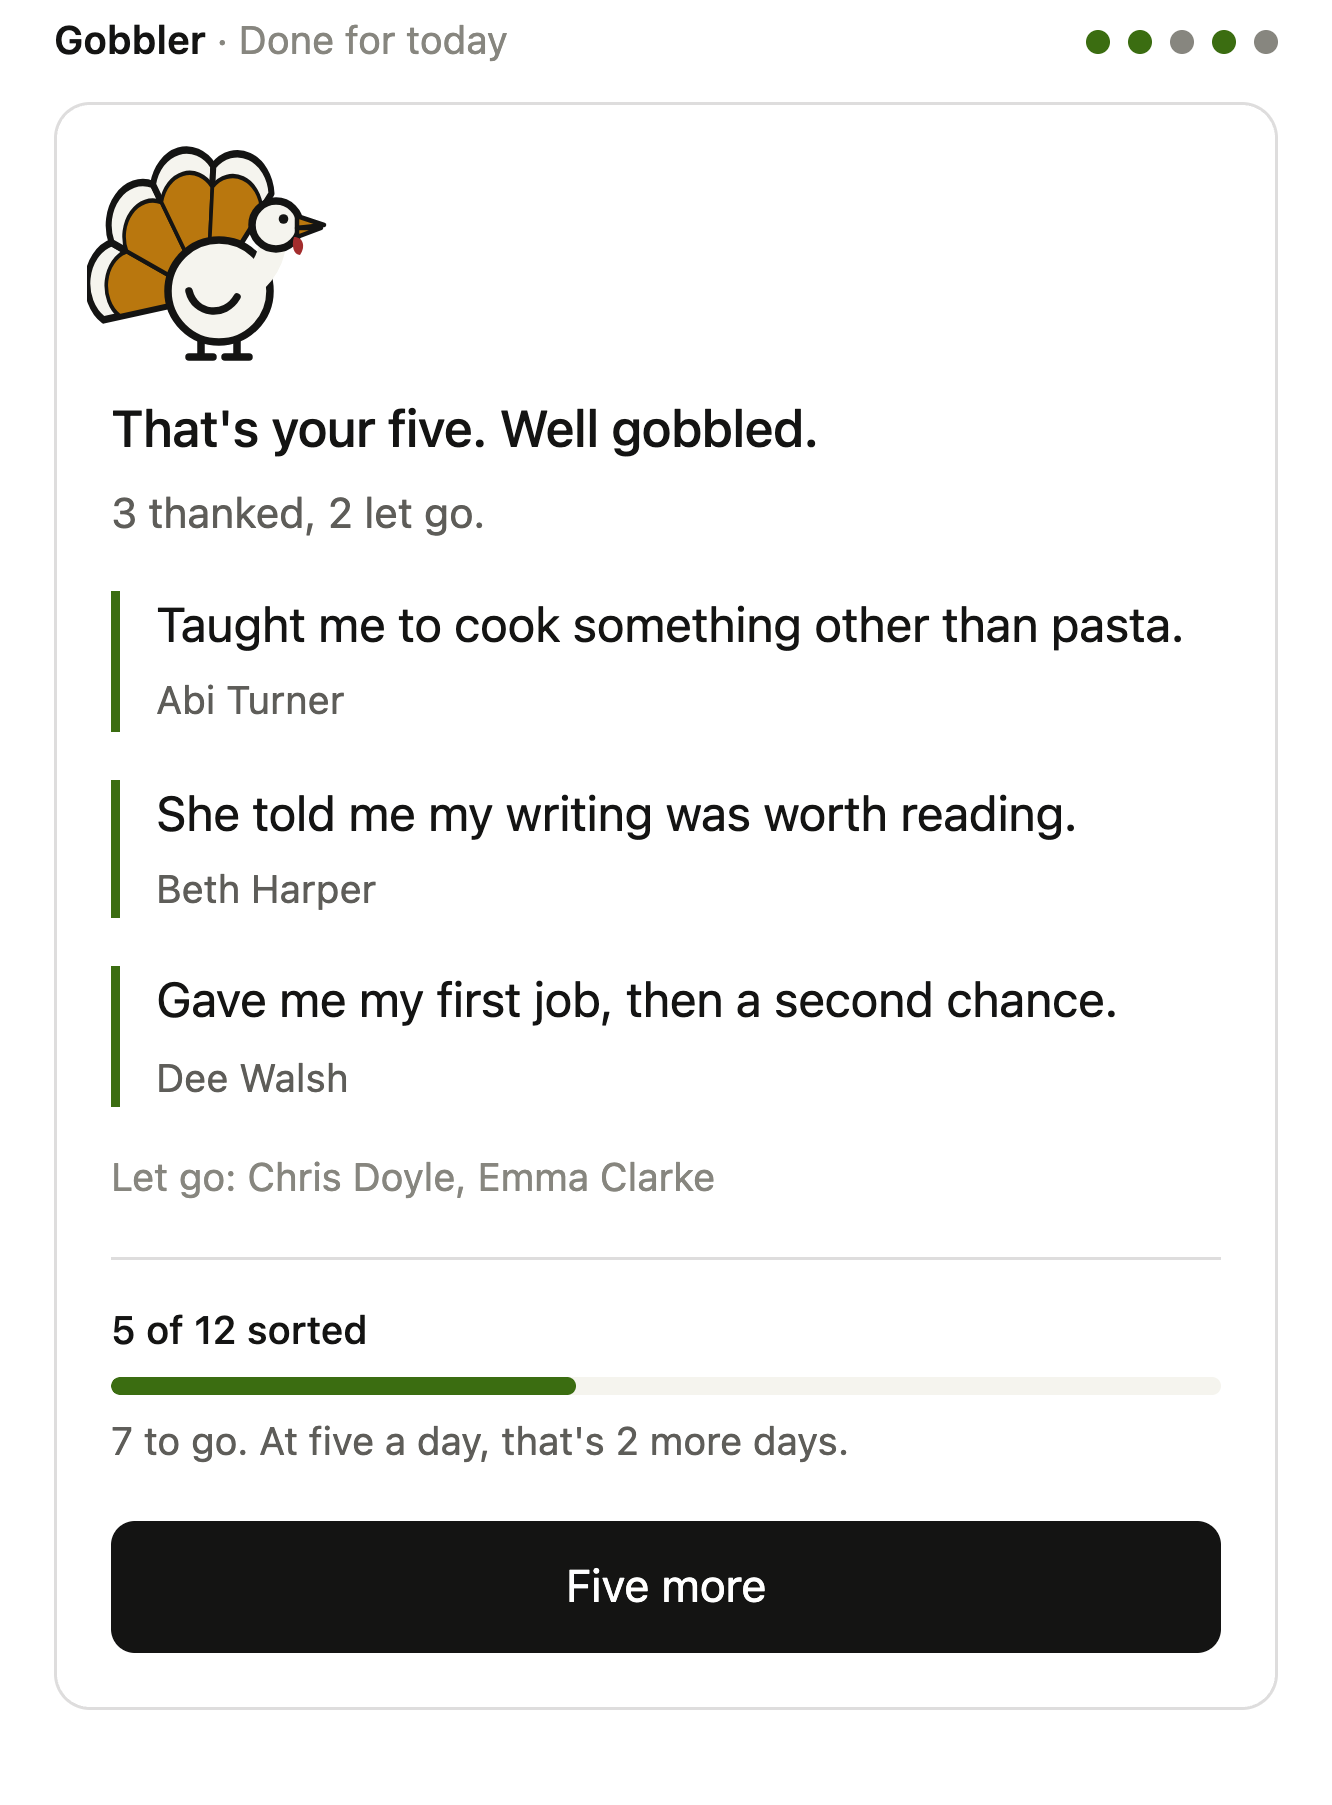 Gobbler · Done for today
That's your five. Well gobbled.
3 thanked, 2 let go.
Taught me to cook something other than pasta.
Abi Turner
She told me my writing was worth reading.
Beth Harper
Gave me my first job, then a second chance.
Dee Walsh
Let go: Chris Doyle, Emma Clarke
5 of 12 sorted
7 to go. At five a day, that's 2 more days.
Five more